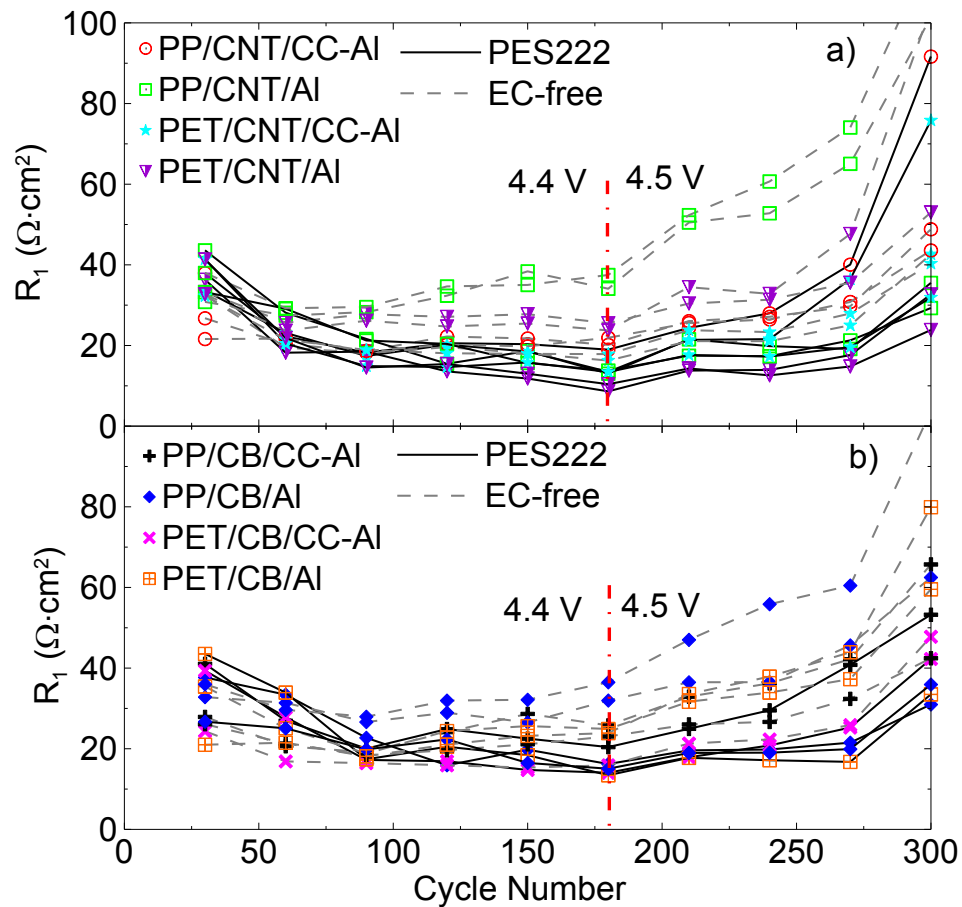 100
80
60
40
20
0
R₁ (Ω·cm²)
PP/CNT/CC-Al
PP/CNT/Al
PET/CNT/CC-Al
PET/CNT/Al
PES222
EC-free
a)
4.4 V
4.5 V
80
60
40
20
0
R₁ (Ω·cm²)
PP/CB/CC-Al
PP/CB/Al
PET/CB/CC-Al
PET/CB/Al
PES222
EC-free
b)
4.4 V
4.5 V
0 50 100 150 200 250 300
Cycle Number